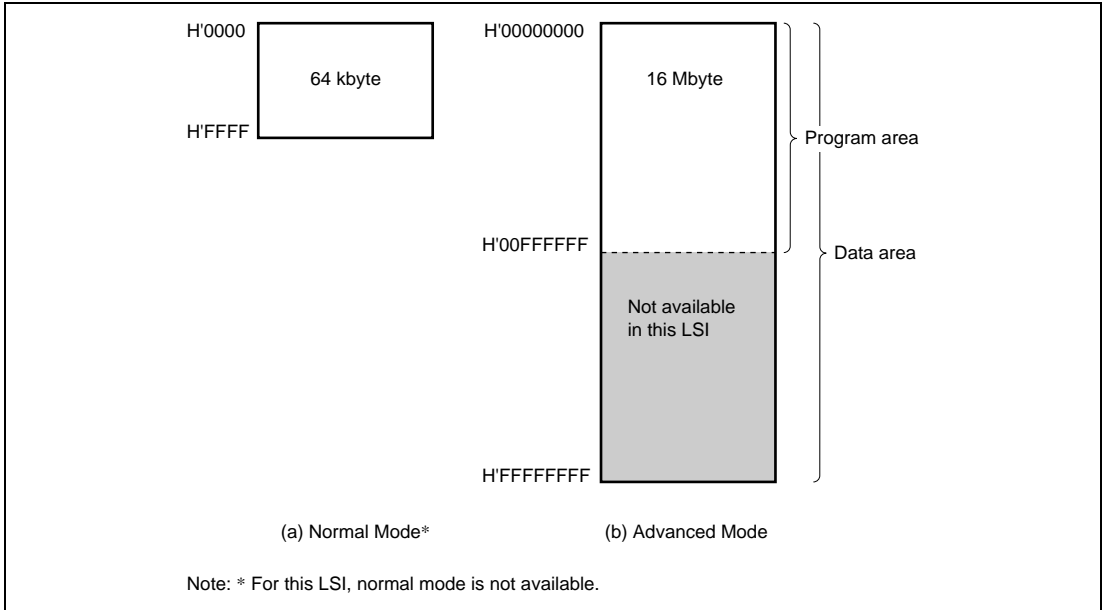 H'0000
64 kbyte
H'FFFF
H'00000000
16 Mbyte
Program area
H'00FFFFFF
Data area
Not available
in this LSI
H'FFFFFFFF
(a) Normal Mode*
(b) Advanced Mode
Note: * For this LSI, normal mode is not available.